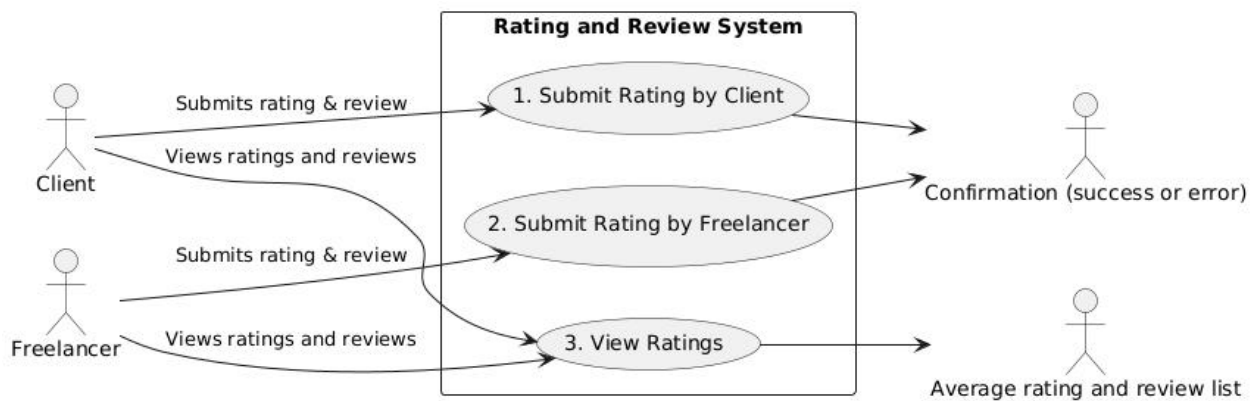 Rating and Review System
1. Submit Rating by Client
Submits rating & review
Views ratings and reviews
Client
Confirmation (success or error)
2. Submit Rating by Freelancer
Submits rating & review
Views ratings and reviews
Freelancer
3. View Ratings
Average rating and review list